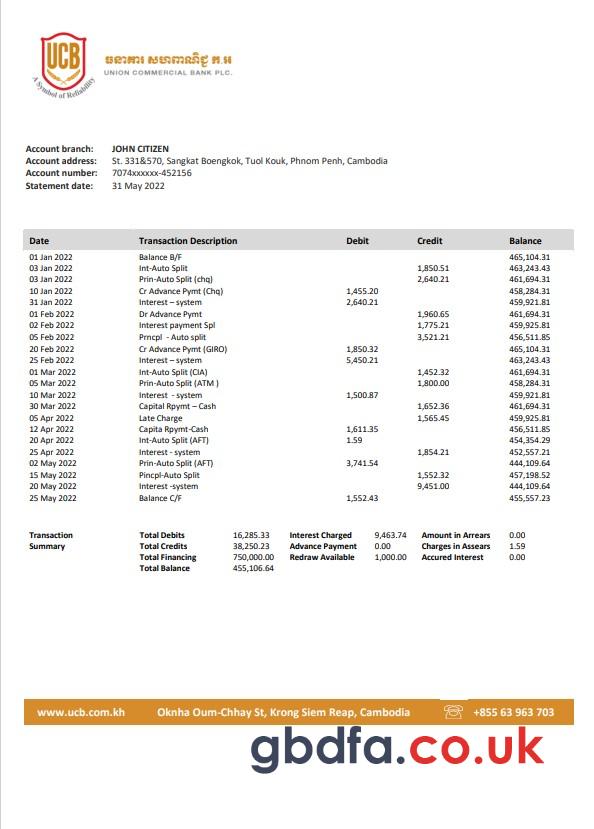 UCB
A Symbol of Reliability
ធនាគារ សហពាណិជ្ជ ភ.អ
UNION COMMERCIAL BANK PLC.
Account branch: JOHN CITIZEN
Account address: St. 331&570, Sangkat Boengkok, Tuol Kouk, Phnom Penh, Cambodia
Account number: 7074xxxxxx-452156
Statement date: 31 May 2022
Date Transaction Description Debit Credit Balance
01 Jan 2022 Balance B/F 465,104.31
03 Jan 2022 Int-Auto Split 1,850.51 463,243.43
03 Jan 2022 Prin-Auto Split (chq) 2,640.21 461,694.31
10 Jan 2022 Cr Advance Pymt (Chq) 1,455.20 458,284.31
31 Jan 2022 Interest – system 2,640.21 459,921.81
01 Feb 2022 Dr Advance Pymt 1,960.65 461,694.31
02 Feb 2022 Interest payment Spl 1,775.21 459,925.31
05 Feb 2022 Prncpl - Auto split 3,521.21 456,511.85
20 Feb 2022 Cr Advance Pymt (GIRO) 1,850.32 465,104.31
25 Feb 2022 Interest – system 5,450.21 463,243.43
01 Mar 2022 Int-Auto Split (CIA) 1,452.32 461,694.31
05 Mar 2022 Prin-Auto Split (ATM ) 1,800.00 458,284.31
10 Mar 2022 Interest - system 1,500.87 459,921.81
30 Mar 2022 Capital Rpymt – Cash 1,652.36 461,694.31
05 Apr 2022 Late Charge 1,565.45 459,925.81
12 Apr 2022 Capita Rpymt-Cash 1,611.35 456,511.85
20 Apr 2022 Int-Auto Split (AFT) 1.59 454,354.29
25 Apr 2022 Interest - system 1,854.21 452,557.21
02 May 2022 Prin-Auto Split (AFT) 3,741.54 444,109.64
15 May 2022 Pincpl-Auto Split 1,552.32 457,198.52
20 May 2022 Interest -system 9,451.00 444,109.64
25 May 2022 Balance C/F 1,552.43 455,557.23
Transaction Total Debits 16,285.33 Interest Charged 9,463.74 Amount in Arrears 0.00
Summary Total Credits 38,250.23 Advance Payment 0.00 Charges in Assears 1.59
Total Financing 750,000.00 Redraw Available 1,000.00 Accured Interest 0.00
Total Balance 455,106.64
www.ucb.com.kh Oknha Oum-Chhay St, Krong Siem Reap, Cambodia +855 63 963 703
gbdfa.co.uk